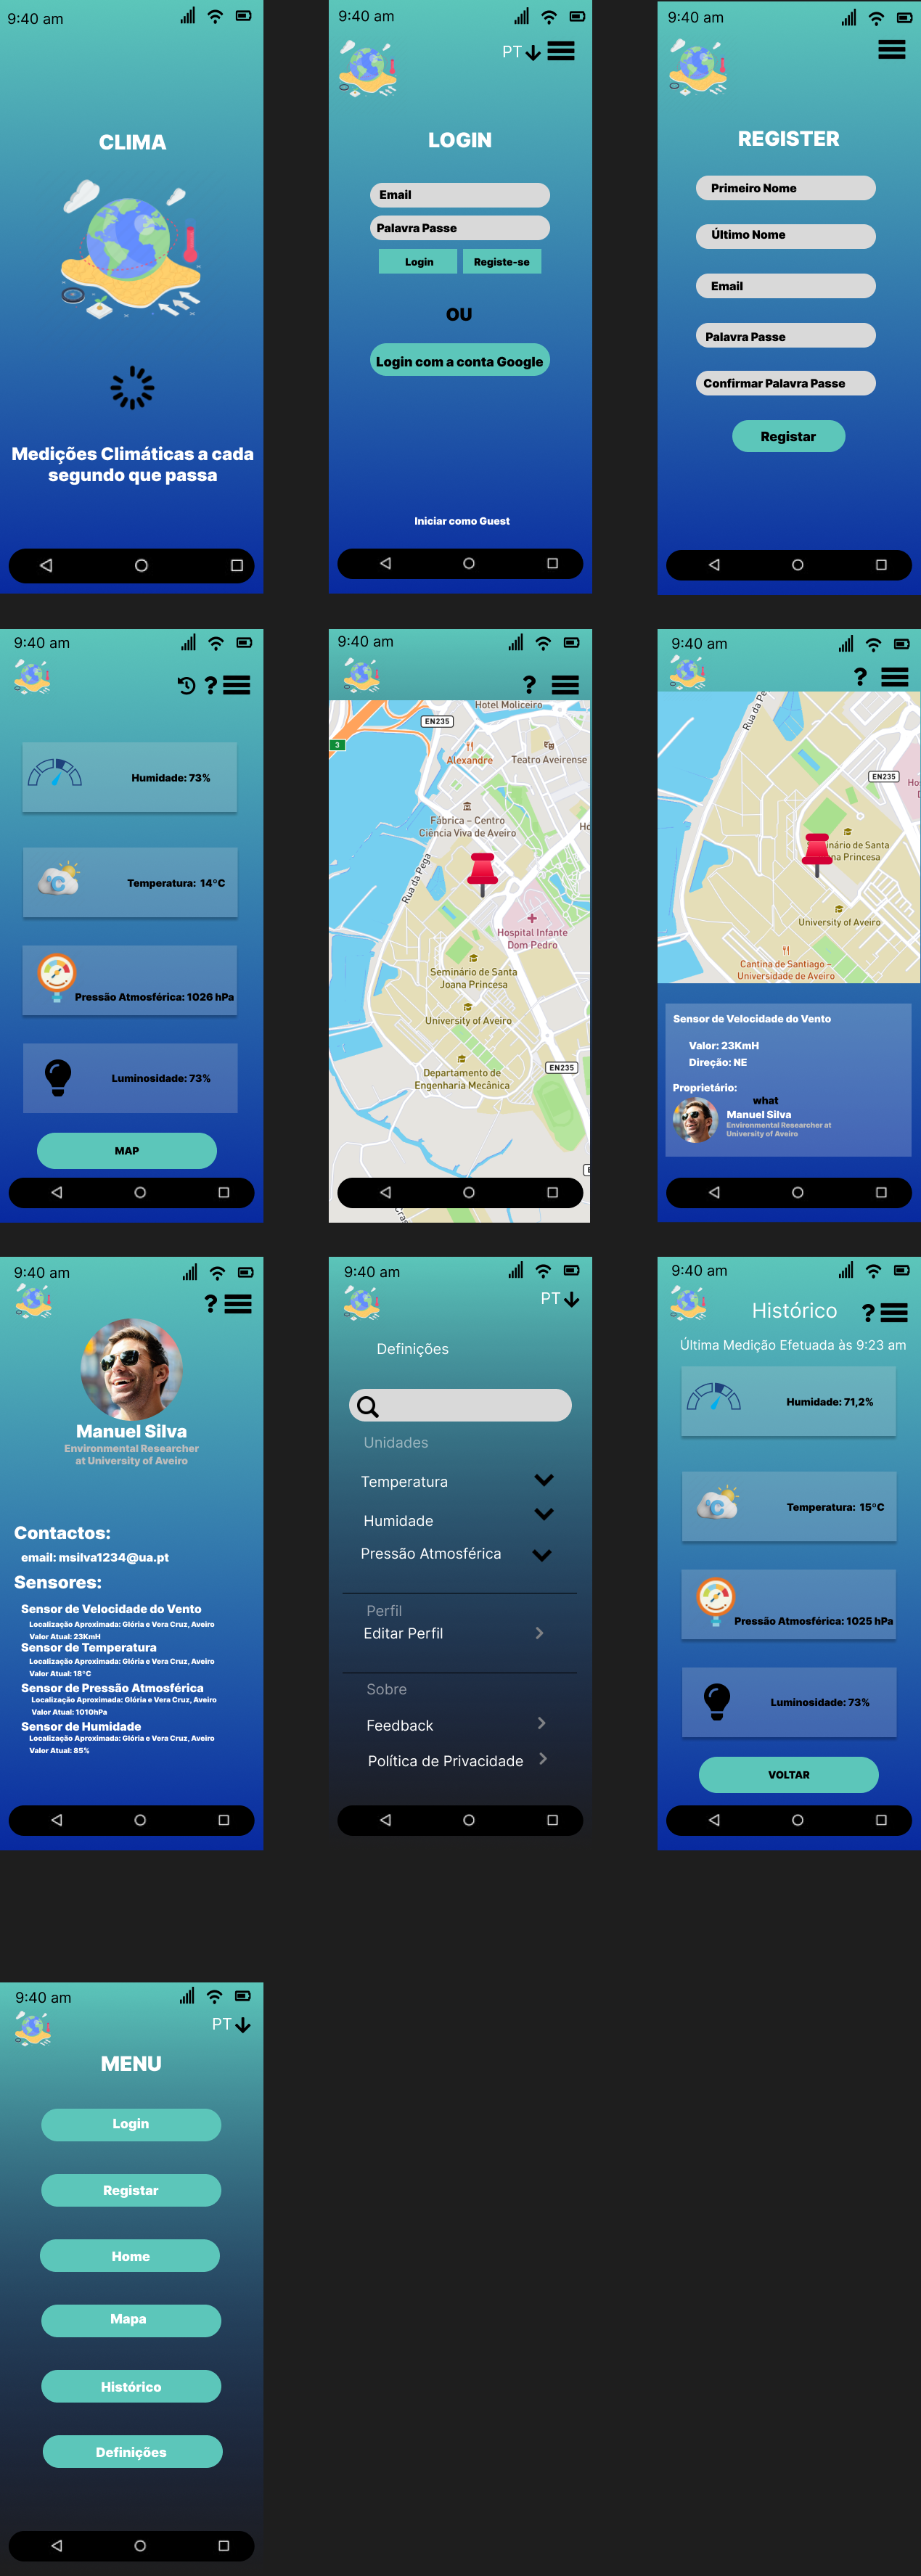 9:40 am
CLIMA
Medições Climáticas a cada
segundo que passa
9:40 am
PT
LOGIN
Email
Palavra Passe
Login
Registe-se
OU
Login com a conta Google
Iniciar como Guest
9:40 am
REGISTER
Primeiro Nome
Último Nome
Email
Palavra Passe
Confirmar Palavra Passe
Registar
9:40 am
?
Humidade: 73%
°C
Temperatura: 14ºC
Pressão Atmosférica: 1026 hPa
Luminosidade: 73%
MAP
9:40 am
?
Hotel Moliceiro
EN235
3
Alexandre
Teatro Aveirense
Fábrica – Centro
Ciência Viva de Aveiro
Rua da Pega
Hospital Infante
Dom Pedro
Seminário de Santa
Joana Princesa
University of Aveiro
EN235
Departamento de
Engenharia Mecânica
9:40 am
?
Rua da Pe
EN235
Hos
inário de Santa
na Princesa
University of Aveiro
Cantina de Santiago –
Universidade de Aveiro
Sensor de Velocidade do Vento
Valor: 23KmH
Direção: NE
Proprietário:
what
Manuel Silva
Environmental Researcher at
University of Aveiro
9:40 am
?
Manuel Silva
Environmental Researcher
at University of Aveiro
Contactos:
email: msilva1234@ua.pt
Sensores:
Sensor de Velocidade do Vento
Localização Aproximada: Glória e Vera Cruz, Aveiro
Valor Atual: 23KmH
Sensor de Temperatura
Localização Aproximada: Glória e Vera Cruz, Aveiro
Valor Atual: 18ºC
Sensor de Pressão Atmosférica
Localização Aproximada: Glória e Vera Cruz, Aveiro
Valor Atual: 1010hPa
Sensor de Humidade
Localização Aproximada: Glória e Vera Cruz, Aveiro
Valor Atual: 85%
9:40 am
PT
Definições
Unidades
Temperatura
Humidade
Pressão Atmosférica
Perfil
Editar Perfil
Sobre
Feedback
Política de Privacidade
9:40 am
Histórico
?
Última Medição Efetuada às 9:23 am
Humidade: 71,2%
°C
Temperatura: 15ºC
Pressão Atmosférica: 1025 hPa
Luminosidade: 73%
VOLTAR
9:40 am
PT
MENU
Login
Registar
Home
Mapa
Histórico
Definições